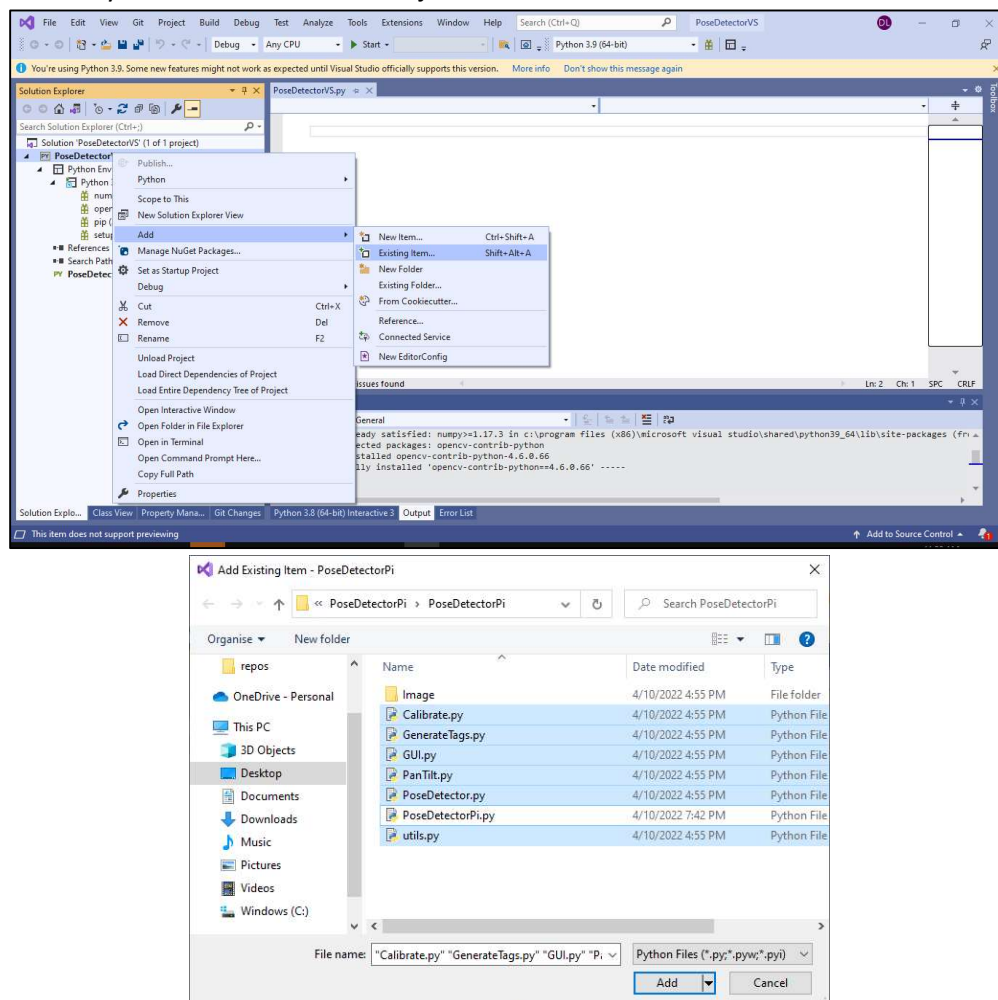 File Edit View Git Project Build Debug Test Analyze Tools Extensions Window Help Search (Ctrl+Q) PoseDetectorVS DL
Debug Any CPU Start Python 3.9 (64-bit)
You're using Python 3.9. Some new features might not work as expected until Visual Studio officially supports this version. More info Don't show this message again
Solution Explorer PoseDetectorVS.py Toolbox
Search Solution Explorer (Ctrl+;)
Solution 'PoseDetectorVS' (1 of 1 project)
PY PoseDetector
Publish...
Python Env
Python
Python
num
Scope to This
open
New Solution Explorer View
pip (
setup
Add
New Item... Ctrl+Shift+A
References
Manage NuGet Packages...
Existing Item... Shift+Alt+A
Search Path
Set as Startup Project
New Folder
PY PoseDetec
Debug
Existing Folder...
Cut Ctrl+X
From Cookiecutter...
Remove Del
Reference...
Rename F2
Connected Service
Unload Project
New EditorConfig
Load Direct Dependencies of Project
Load Entire Dependency Tree of Project
issues found Ln: 2 Ch: 1 SPC CRLF
Open Interactive Window
Open Folder in File Explorer
General
Open in Terminal
eady satisfied: numpy>=1.17.3 in c:\program files (x86)\microsoft visual studio\shared\python39_64\lib\site-packages (fr
ected packages: opencv-contrib-python
Open Command Prompt Here...
stalled opencv-contrib-python-4.6.0.66
Copy Full Path
lly installed 'opencv-contrib-python==4.6.0.66' -----
Properties
Solution Explo... Class View Property Mana... Git Changes Python 3.8 (64-bit) Interactive 3 Output Error List
This item does not support previewing Add to Source Control 1
Add Existing Item - PoseDetectorPi
« PoseDetectorPi › PoseDetectorPi Search PoseDetectorPi
Organise New folder
repos
Name Date modified Type
OneDrive - Personal
Image 4/10/2022 4:55 PM File folder
Calibrate.py 4/10/2022 4:55 PM Python File
This PC
GenerateTags.py 4/10/2022 4:55 PM Python File
3D Objects
GUI.py 4/10/2022 4:55 PM Python File
Desktop
PanTilt.py 4/10/2022 4:55 PM Python File
Documents
PoseDetector.py 4/10/2022 4:55 PM Python File
Downloads
PoseDetectorPi.py 4/10/2022 7:42 PM Python File
Music
utils.py 4/10/2022 4:55 PM Python File
Pictures
Videos
Windows (C:)
File name: "Calibrate.py" "GenerateTags.py" "GUI.py" "P Python Files (*.py;*.pyw;*.pyi)
Add Cancel